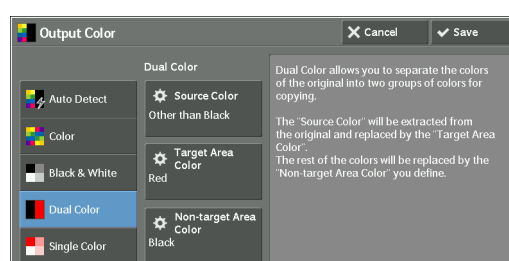 Output Color
Cancel
Save
Auto Detect
Color
Black & White
Dual Color
Single Color
Dual Color
Source Color
Other than Black
Target Area
Color
Red
Non-target Area
Color
Black
Dual Color allows you to separate the colors
of the original into two groups of colors for
copying.
The "Source Color" will be extracted from
the original and replaced by the "Target Area
Color".
The rest of the colors will be replaced by the
"Non-target Area Color" you define.